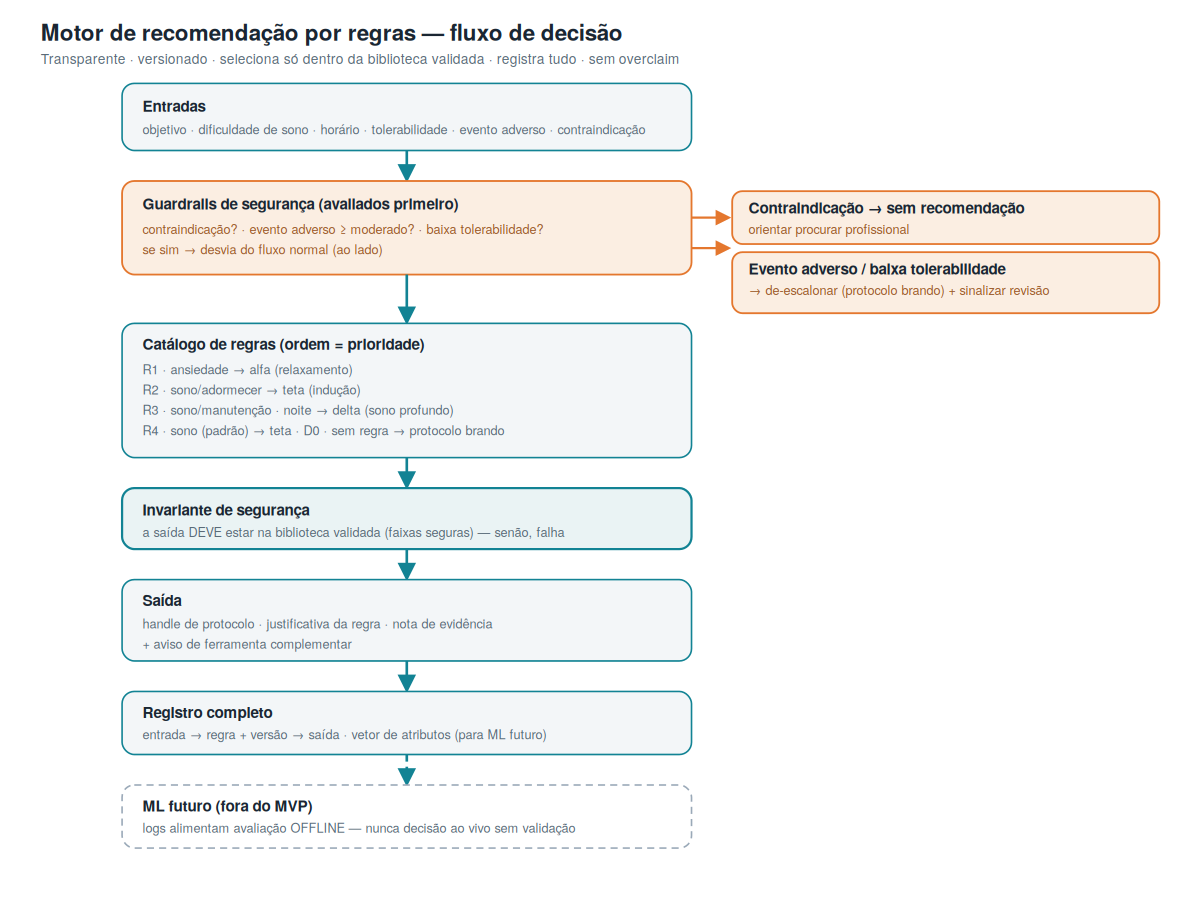 Motor de recomendação por regras — fluxo de decisão
Transparente · versionado · seleciona só dentro da biblioteca validada · registra tudo · sem overclaim
Entradas
objetivo · dificuldade de sono · horário · tolerabilidade · evento adverso · contraindicação
Guardrails de segurança (avaliados primeiro)
contraindicação? · evento adverso ≥ moderado? · baixa tolerabilidade?
se sim → desvia do fluxo normal (ao lado)
Contraindicação → sem recomendação
orientar procurar profissional
Evento adverso / baixa tolerabilidade
→ de-escalonar (protocolo brando) + sinalizar revisão
Catálogo de regras (ordem = prioridade)
R1 · ansiedade → alfa (relaxamento)
R2 · sono/adormecer → teta (indução)
R3 · sono/manutenção · noite → delta (sono profundo)
R4 · sono (padrão) → teta · D0 · sem regra → protocolo brando
Invariante de segurança
a saída DEVE estar na biblioteca validada (faixas seguras) — senão, falha
Saída
handle de protocolo · justificativa da regra · nota de evidência
+ aviso de ferramenta complementar
Registro completo
entrada → regra + versão → saída · vetor de atributos (para ML futuro)
ML futuro (fora do MVP)
logs alimentam avaliação OFFLINE — nunca decisão ao vivo sem validação